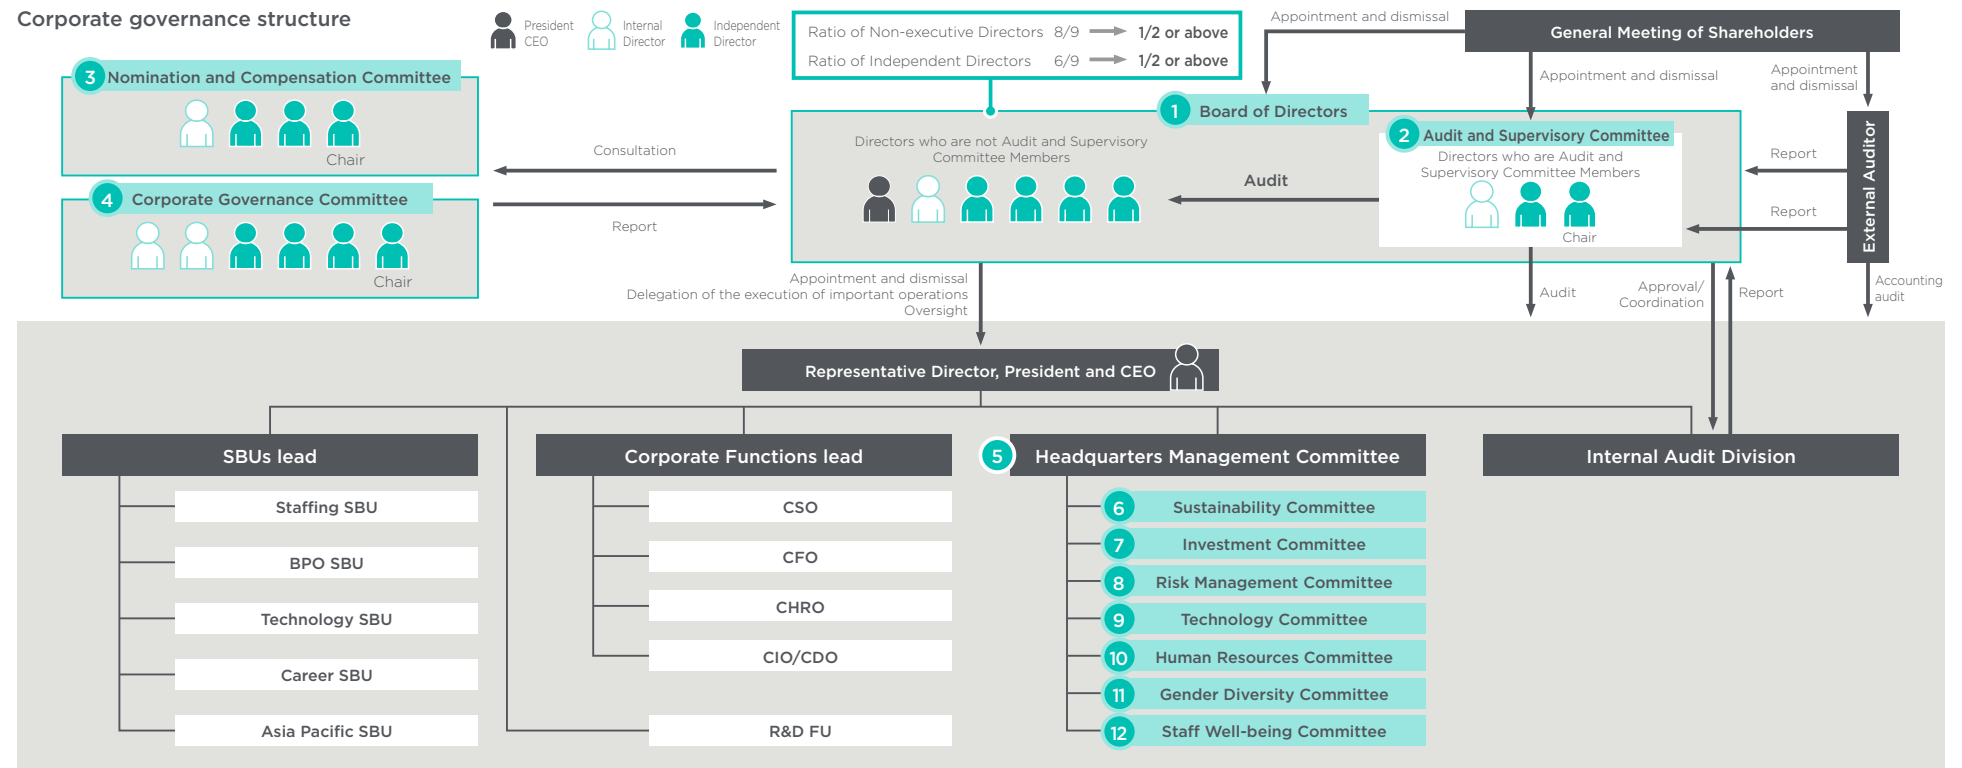 Corporate governance structure
President
CEO
Internal
Director
Independent
Director
Ratio of Non-executive Directors 8/9 1/2 or above
Ratio of Independent Directors 6/9 1/2 or above
Appointment and dismissal
General Meeting of Shareholders
Appointment and dismissal
Appointment
and dismissal
3 Nomination and Compensation Committee
Chair
4 Corporate Governance Committee
Chair
Consultation
Report
1 Board of Directors
Directors who are not Audit and Supervisory
Committee Members
Audit
2 Audit and Supervisory Committee
Directors who are Audit and
Supervisory Committee Members
Chair
Report
Report
External Auditor
Appointment and dismissal
Delegation of the execution of important operations
Oversight
Audit
Approval/
Coordination
Report
Accounting
audit
Representative Director, President and CEO
SBUs lead
Staffing SBU
BPO SBU
Technology SBU
Career SBU
Asia Pacific SBU
Corporate Functions lead
CSO
CFO
CHRO
CIO/CDO
R&D FU
5 Headquarters Management Committee
6 Sustainability Committee
7 Investment Committee
8 Risk Management Committee
9 Technology Committee
10 Human Resources Committee
11 Gender Diversity Committee
12 Staff Well-being Committee
Internal Audit Division